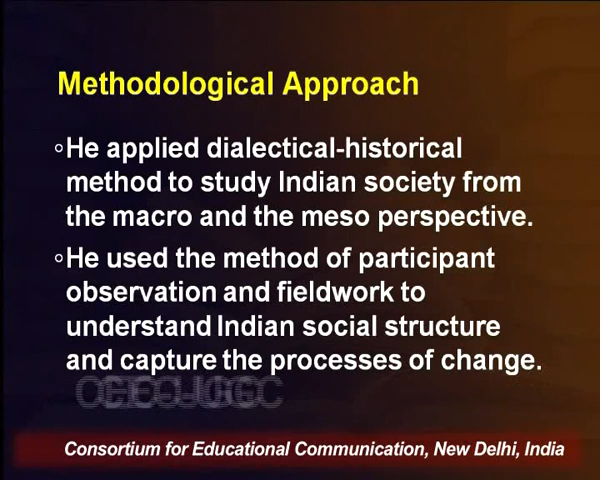 Methodological Approach
He applied dialectical-historical
method to study Indian society from
the macro and the meso perspective.
He used the method of participant
observation and fieldwork to
understand Indian social structure
and capture the processes of change.
Consortium for Educational Communication, New Delhi, India